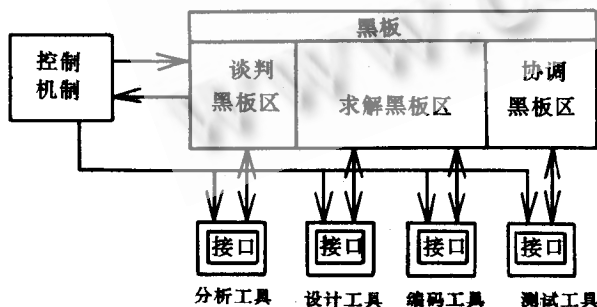 黑板
控制
机制
谈判
黑板区
求解黑板区
协调
黑板区
接口
接口
接口
接口
分析工具
设计工具
编码工具
测试工具